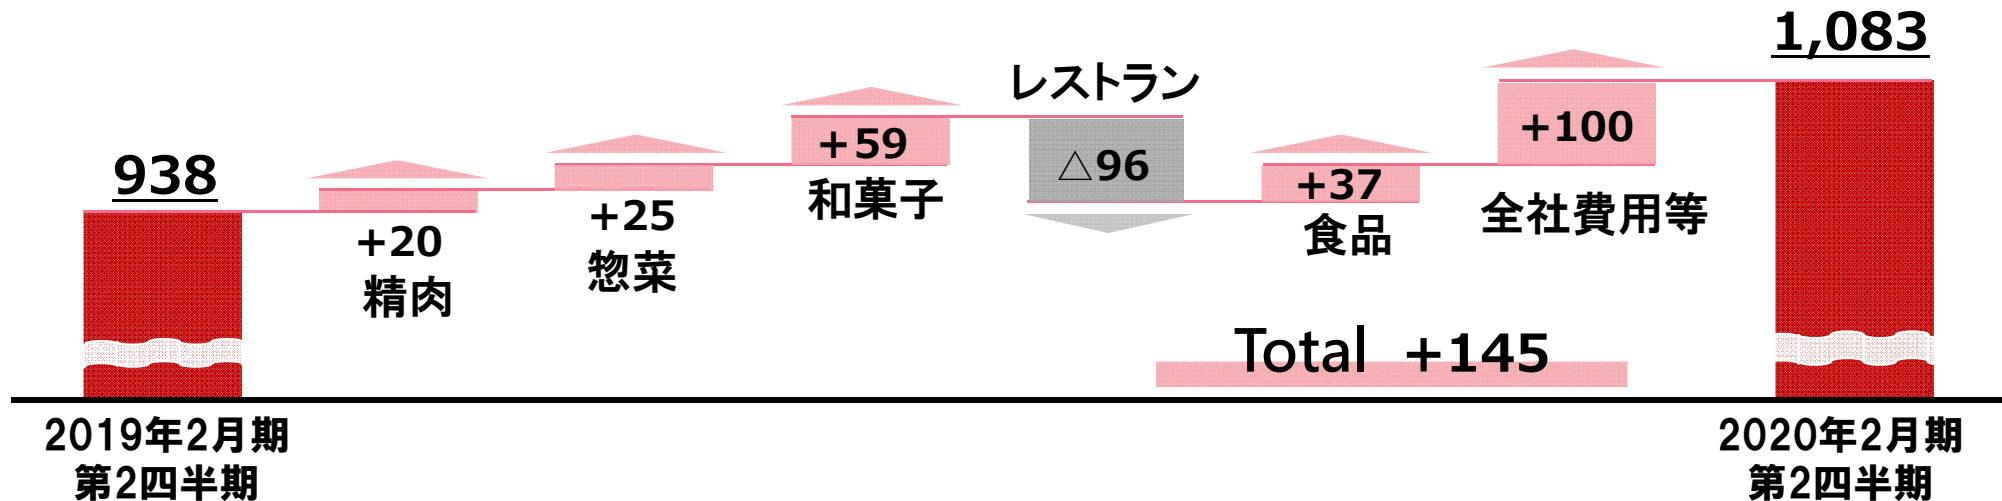 938
+20
精肉
+25
惣菜
+59
和菓子
レストラン
△96
+37
食品
+100
全社費用等
1,083
Total +145
2019年2月期
第2四半期
2020年2月期
第2四半期